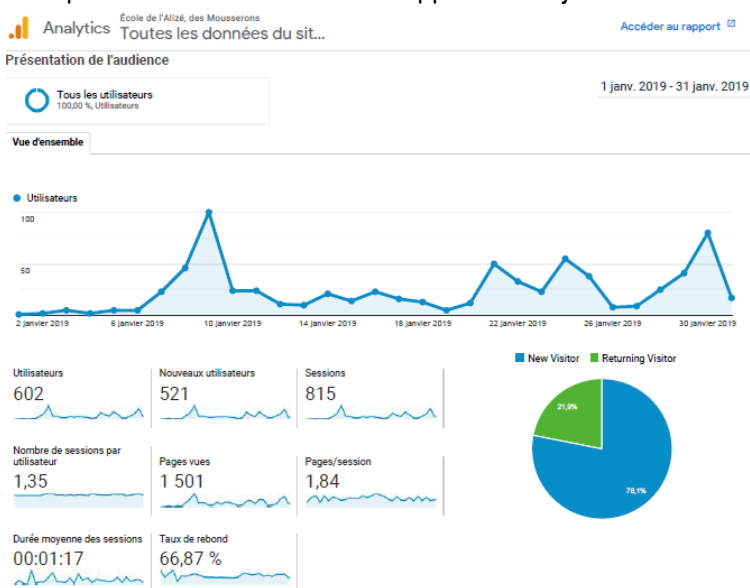 Analytics
École de l'Alizé, des Mousserons
Toutes les données du sit...
Accéder au rapport
Présentation de l'audience
Tous les utilisateurs
100,00 %, Utilisateurs
1 janv. 2019 - 31 janv. 2019
Vue d'ensemble
Utilisateurs
100
50
2 janvier 2019 6 janvier 2019 10 janvier 2019 14 janvier 2019 18 janvier 2019 22 janvier 2019 26 janvier 2019 30 janvier 2019
New Visitor Returning Visitor
Utilisateurs
602
Nouveaux utilisateurs
521
Sessions
815
21,9%
78,1%
Nombre de sessions par
utilisateur
1,35
Pages vues
1 501
Pages/session
1,84
Durée moyenne des sessions
00:01:17
Taux de rebond
66,87 %